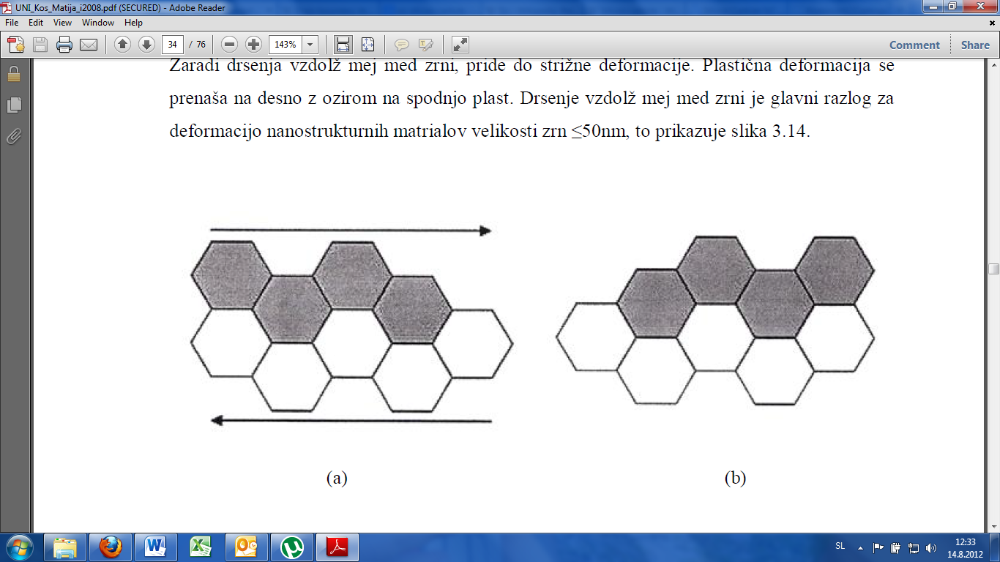 UNI_Kos_Matija_i2008.pdf (SECURED) - Adobe Reader
File Edit View Window Help
34 / 76 143% Comment Share
Zaradi drsenja vzdolž mej med zrni, pride do strižne deformacije. Plastična deformacija se
prenaša na desno z ozirom na spodnjo plast. Drsenje vzdolž mej med zrni je glavni razlog za
deformacijo nanostrukturnih matrialov velikosti zrn ≤50nm, to prikazuje slika 3.14.
(a) (b)
SL 12:33
14.8.2012